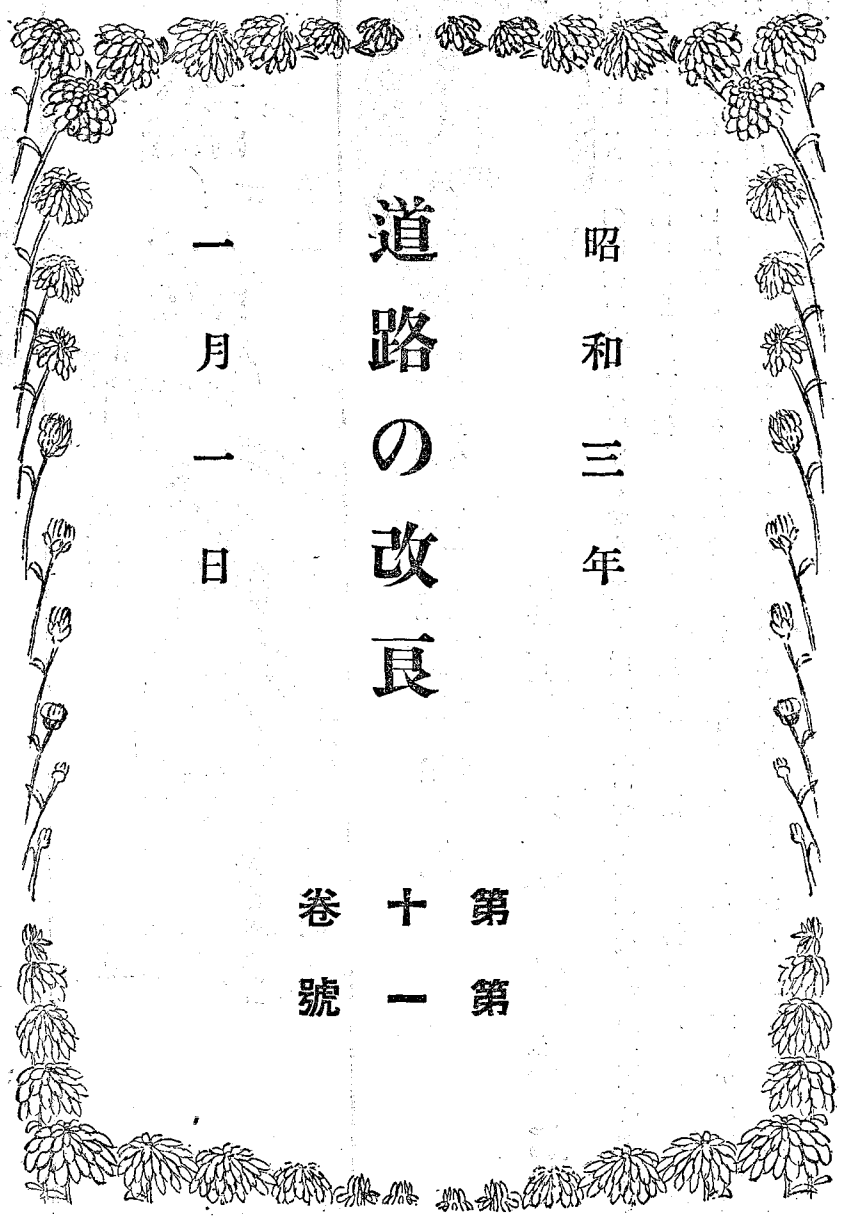 昭和三年
道路の改良
一月一日
第十卷
第一號